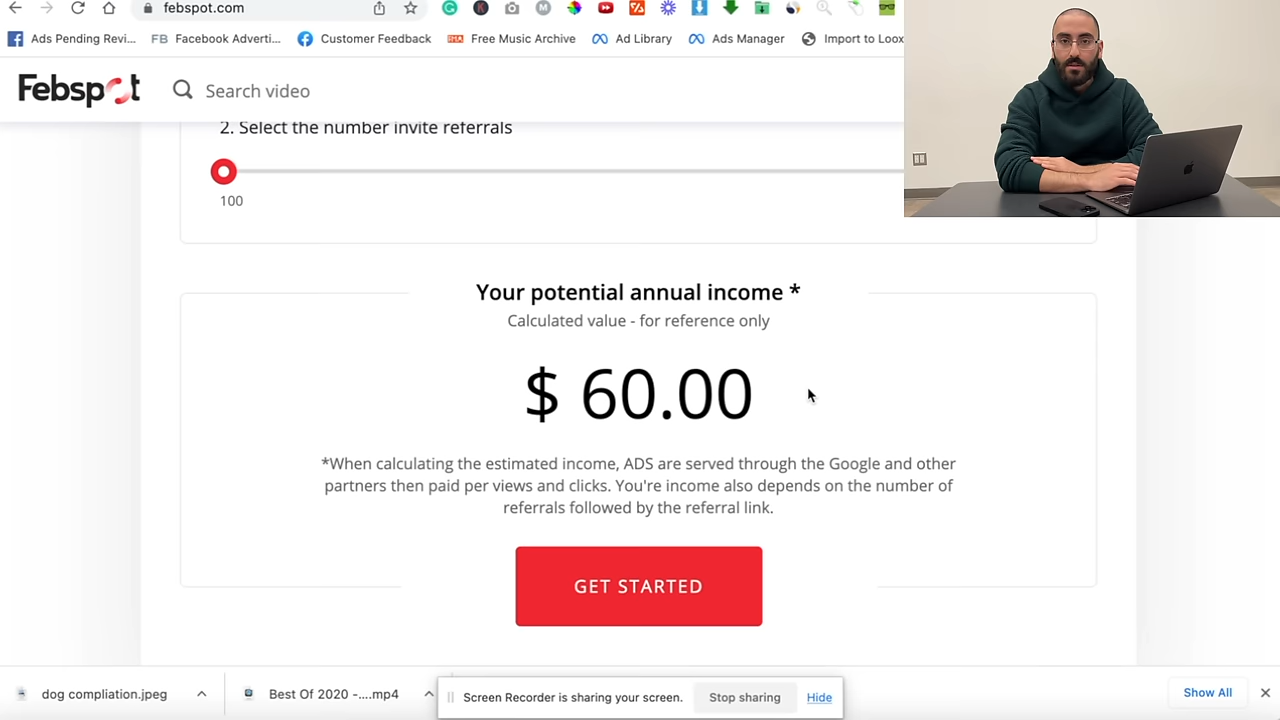 febspot.com
Ads Pending Revi...
FB Facebook Adverti...
Customer Feedback
RMA Free Music Archive
Ad Library
Ads Manager
Import to Loox
Febspot
Search video
2. Select the number invite referrals
100
Your potential annual income *
Calculated value - for reference only
$ 60.00
*When calculating the estimated income, ADS are served through the Google and other
partners then paid per views and clicks. You're income also depends on the number of
referrals followed by the referral link.
GET STARTED
dog compliation.jpeg
Best Of 2020 -....mp4
Screen Recorder is sharing your screen.
Stop sharing
Hide
Show All